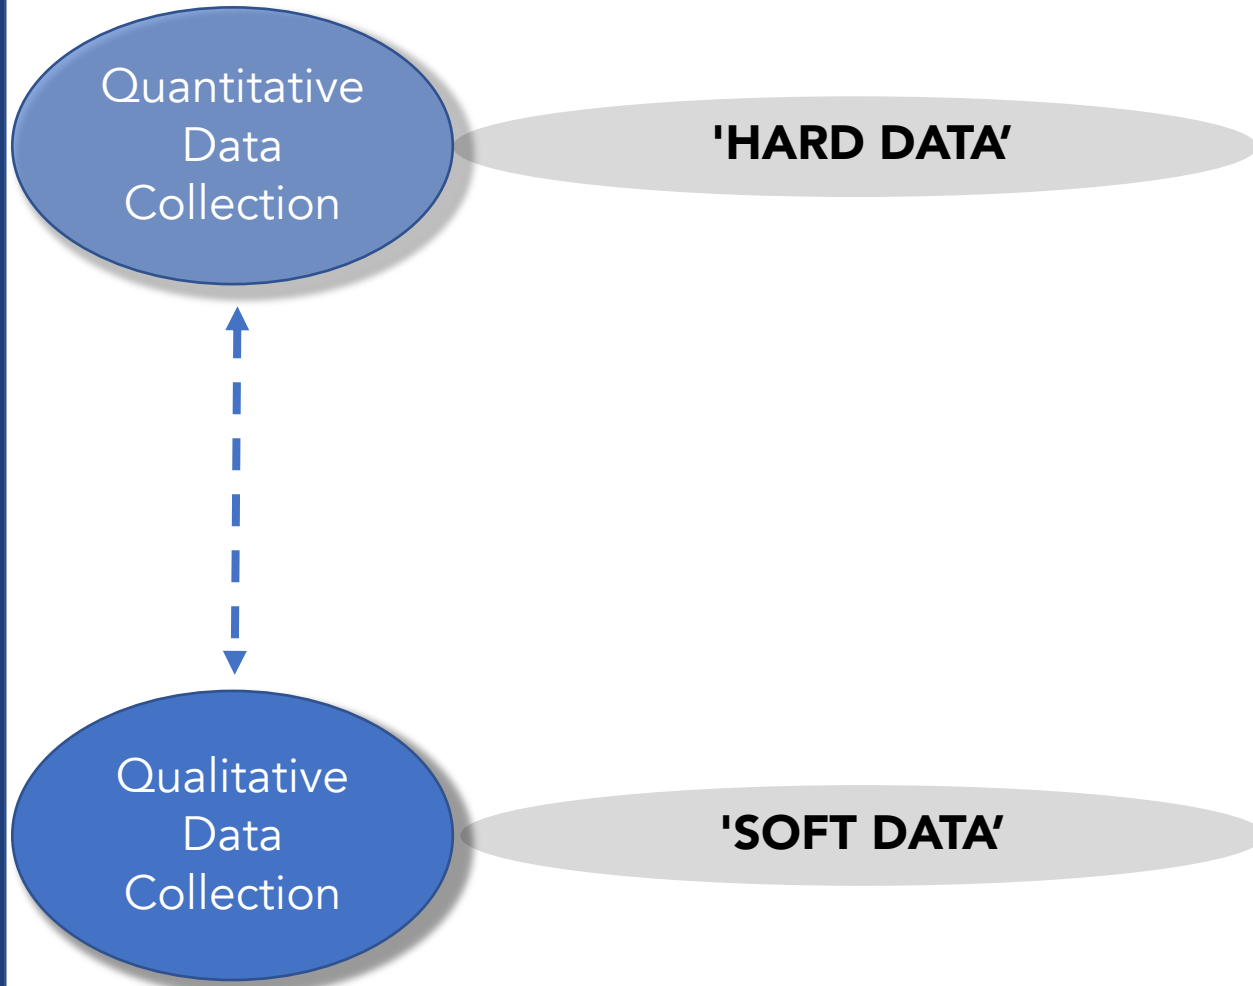 Quantitative
Data
Collection
'HARD DATA’
Qualitative
Data
Collection
'SOFT DATA’